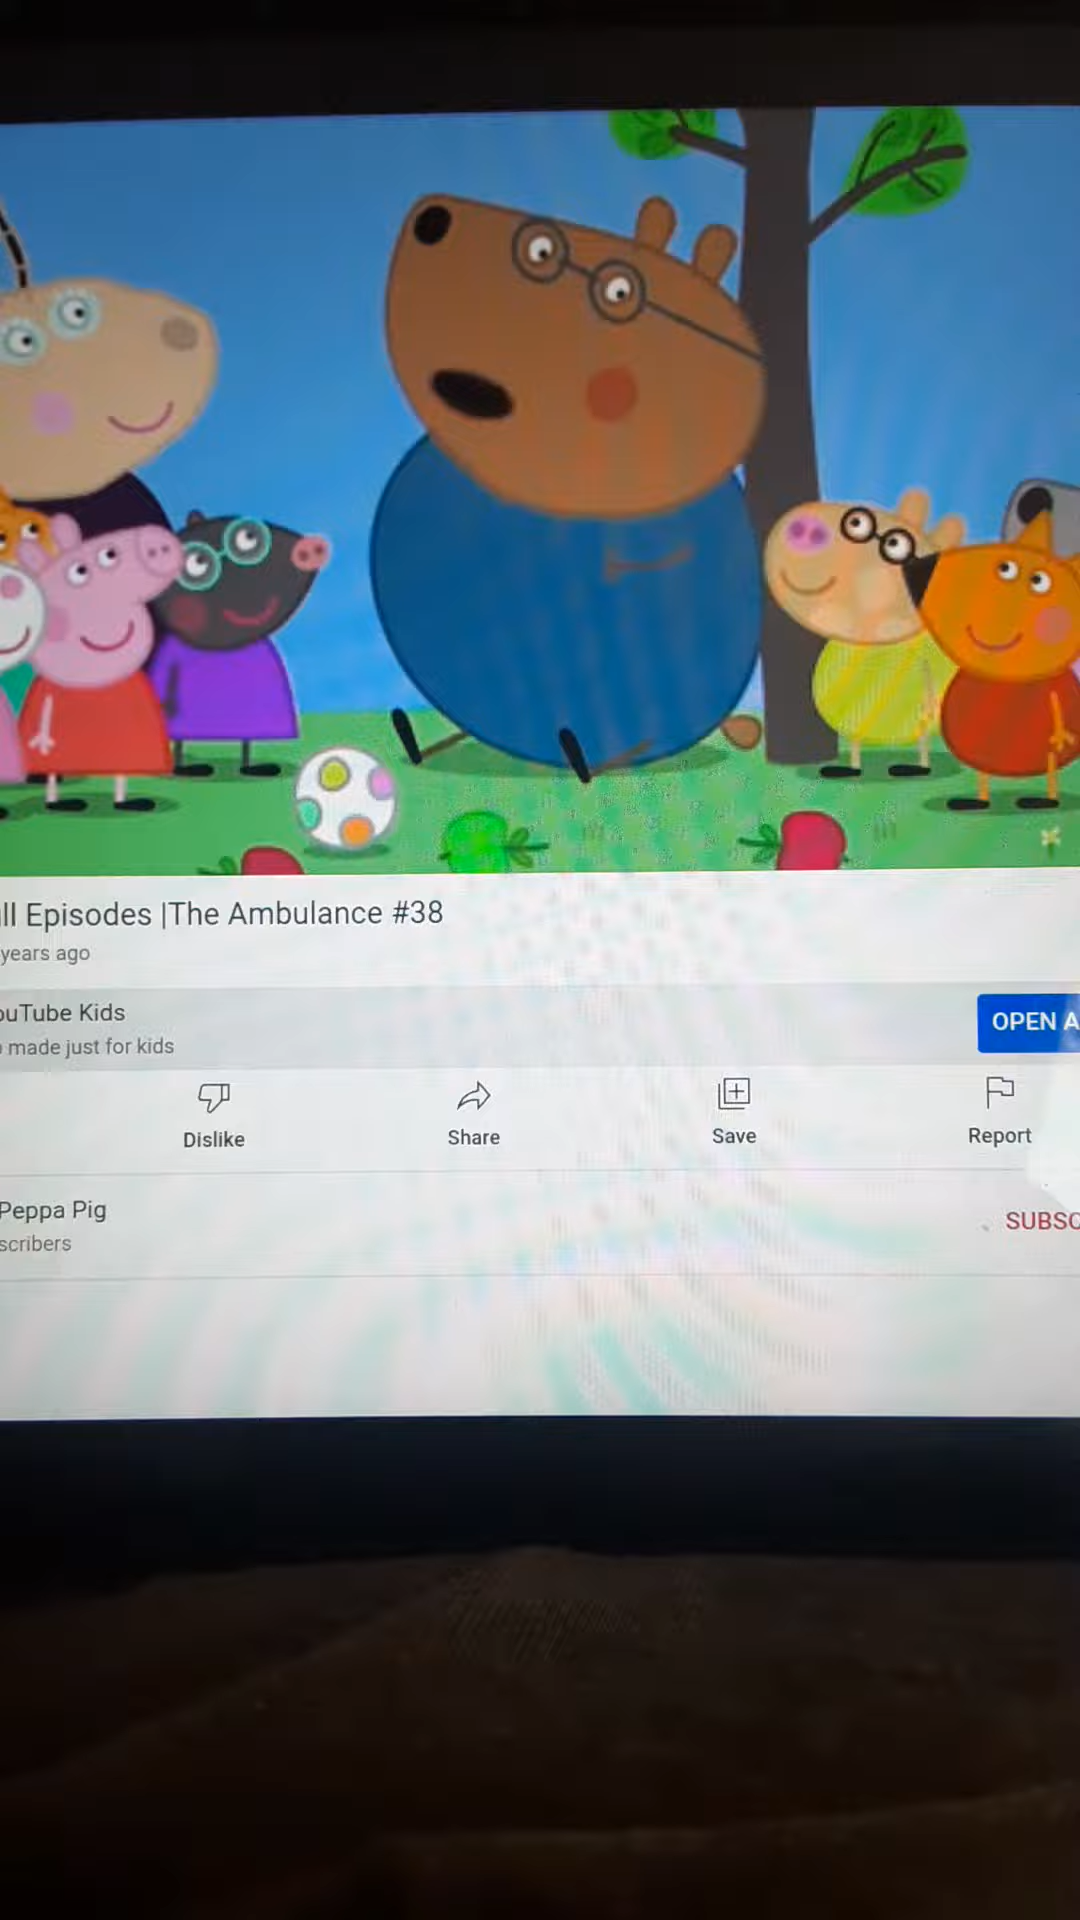 ll Episodes |The Ambulance #38
years ago
ouTube Kids
made just for kids
OPEN A
Dislike
Share
Save
Report
Peppa Pig
scribers
SUBSC